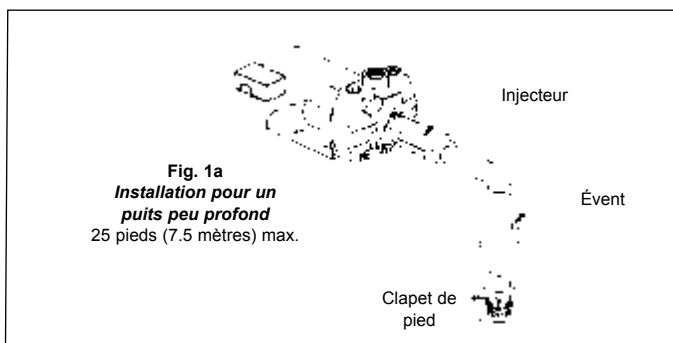 Injecteur
Fig. 1a
Installation pour un
puits peu profond
25 pieds (7.5 mètres) max.
Évent
Clapet de
pied